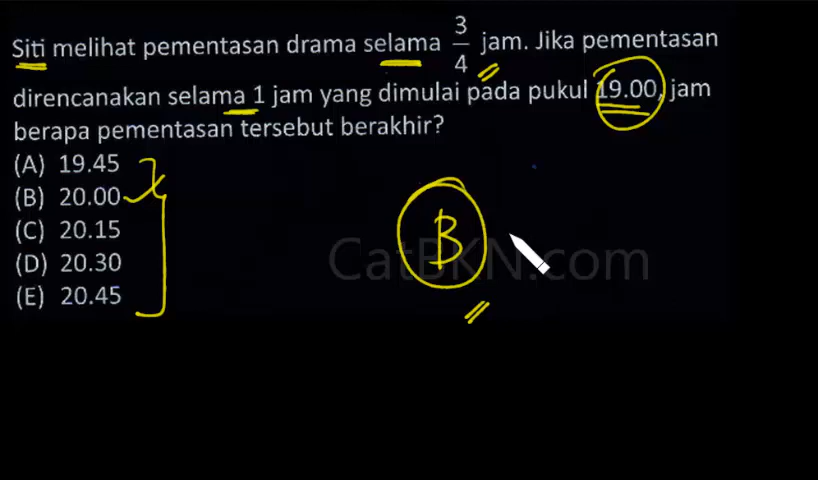 Siti melihat pementasan drama selama 3/4 jam. Jika pementasan
direncanakan selama 1 jam yang dimulai pada pukul 19.00, jam
berapa pementasan tersebut berakhir?
(A) 19.45
(B) 20.00
(C) 20.15
(D) 20.30
(E) 20.45
B
CatBKN.com